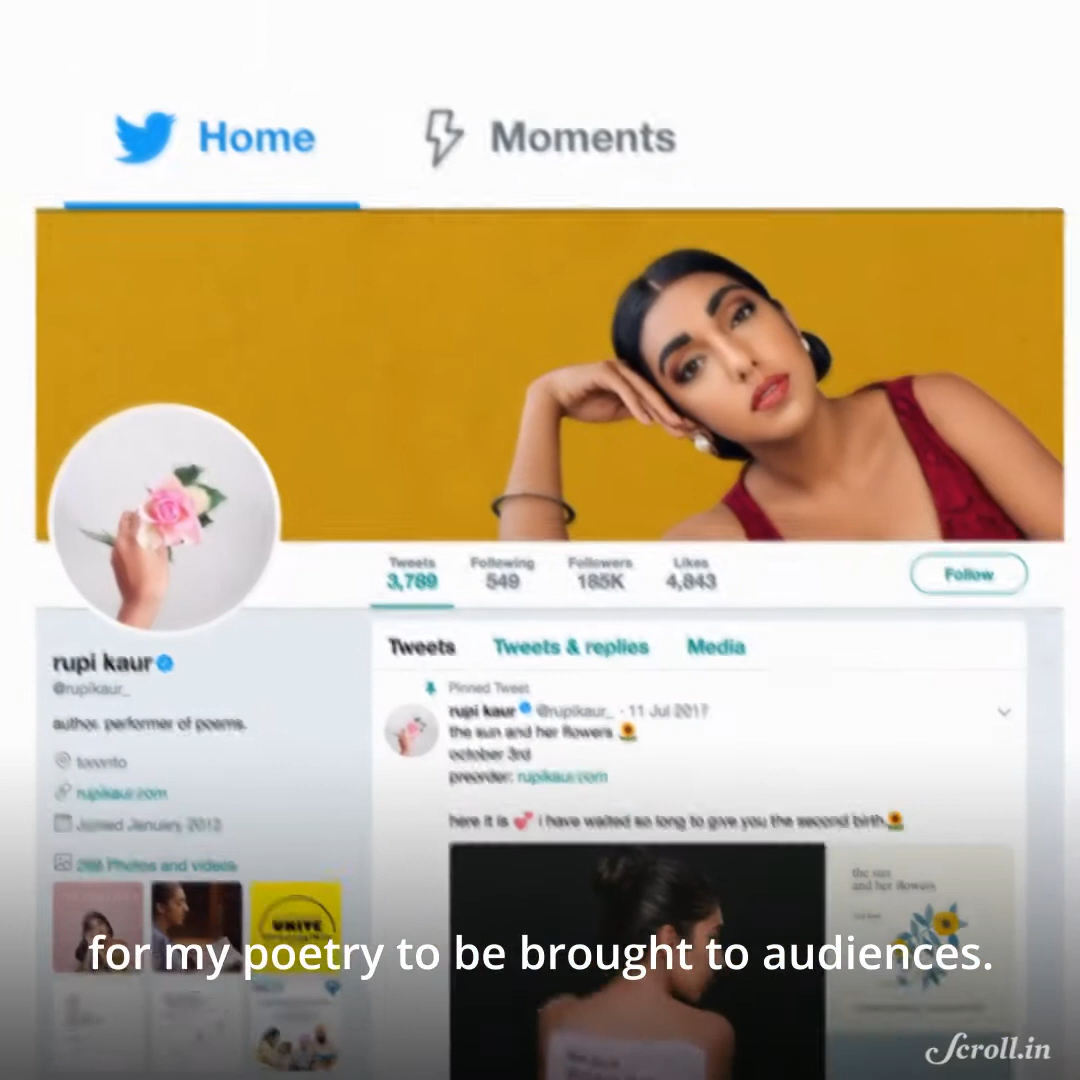 Home
Moments
Tweets Following Followers Likes
3,789 549 185K 4,843
Follow
rupi kaur
@rupikaur_
author. performer of poems.
toronto
rupikaur.com
Joined January 2013
Photos and videos
UNITE
Tweets Tweets & replies Media
Pinned Tweet
rupi kaur @rupikaur_ · 11 Jul 2017
the sun and her flowers 🌻
october 3rd
preorder: rupikaur.com
here it is 💕 i have waited so long to give you the second birth. 🌻
the sun
and her flowers
for my poetry to be brought to audiences.
Scroll.in